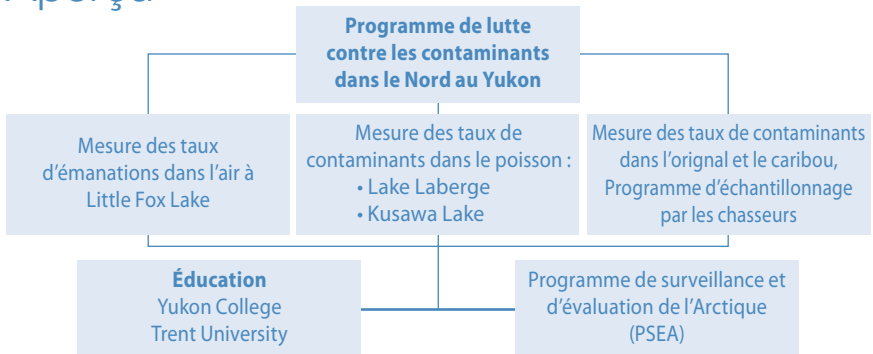 Aperçu
Programme de lutte
contre les contaminants
dans le Nord au Yukon
Mesure des taux
d'émanations dans l'air à
Little Fox Lake
Mesure des taux de
contaminants dans le poisson :
• Lake Laberge
• Kusawa Lake
Mesure des taux de contaminants
dans l'orignal et le caribou,
Programme d'échantillonnage
par les chasseurs
Éducation
Yukon College
Trent University
Programme de surveillance et
d'évaluation de l'Arctique
(PSEA)